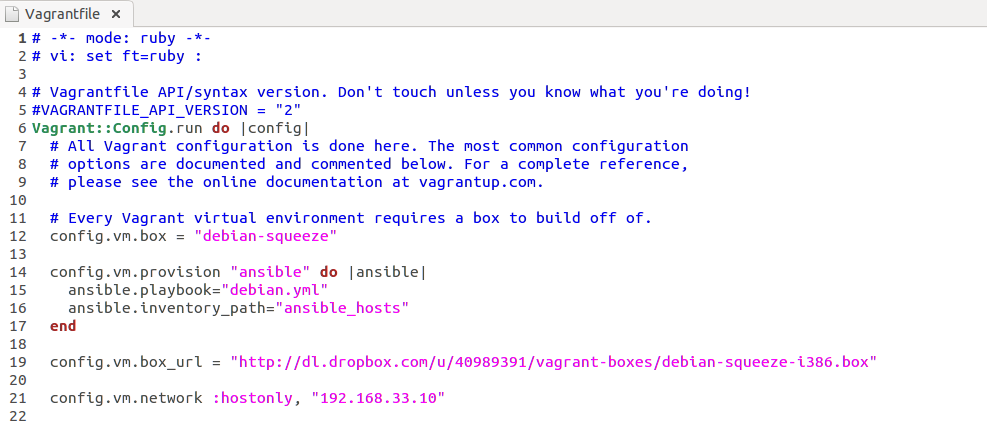 Vagrantfile ×
1 # -*- mode: ruby -*-
2 # vi: set ft=ruby :
3
4 # Vagrantfile API/syntax version. Don't touch unless you know what you're doing!
5 #VAGRANTFILE_API_VERSION = "2"
6 Vagrant::Config.run do |config|
7   # All Vagrant configuration is done here. The most common configuration
8   # options are documented and commented below. For a complete reference,
9   # please see the online documentation at vagrantup.com.
10
11   # Every Vagrant virtual environment requires a box to build off of.
12   config.vm.box = "debian-squeeze"
13
14   config.vm.provision "ansible" do |ansible|
15     ansible.playbook="debian.yml"
16     ansible.inventory_path="ansible_hosts"
17   end
18
19   config.vm.box_url = "http://dl.dropbox.com/u/40989391/vagrant-boxes/debian-squeeze-i386.box"
20
21   config.vm.network :hostonly, "192.168.33.10"
22